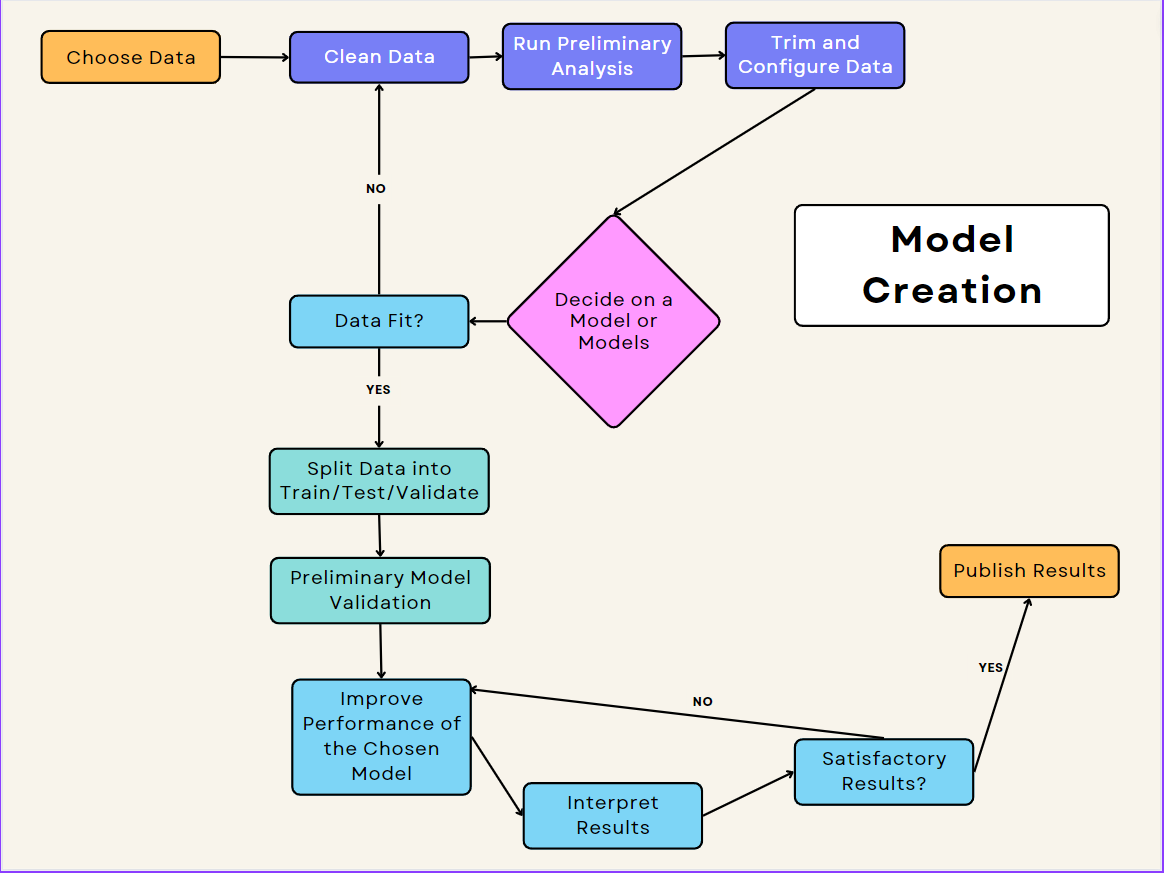 Choose Data
Clean Data
Run Preliminary
Analysis
Trim and
Configure Data
NO
Model
Creation
Decide on a
Model or
Models
Data Fit?
YES
Split Data into
Train/Test/Validate
Preliminary Model
Validation
Publish Results
YES
Improve
Performance of
the Chosen
Model
NO
Satisfactory
Results?
Interpret
Results